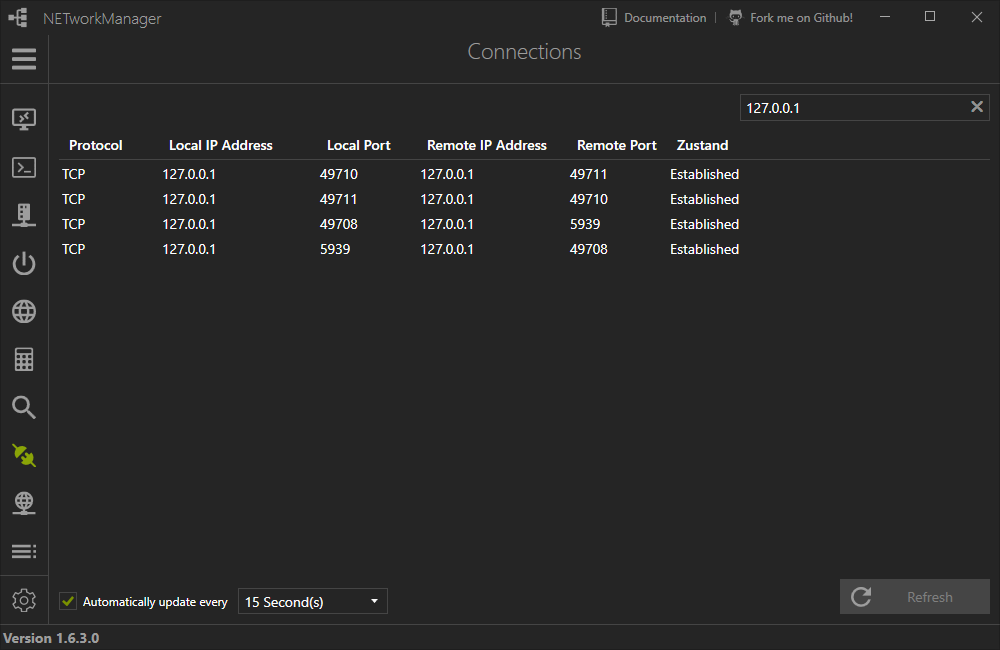 NETworkManager Documentation Fork me on Github!
Connections
127.0.0.1
Protocol Local IP Address Local Port Remote IP Address Remote Port Zustand
TCP 127.0.0.1 49710 127.0.0.1 49711 Established
TCP 127.0.0.1 49711 127.0.0.1 49710 Established
TCP 127.0.0.1 49708 127.0.0.1 5939 Established
TCP 127.0.0.1 5939 127.0.0.1 49708 Established
Automatically update every 15 Second(s) Refresh
Version 1.6.3.0